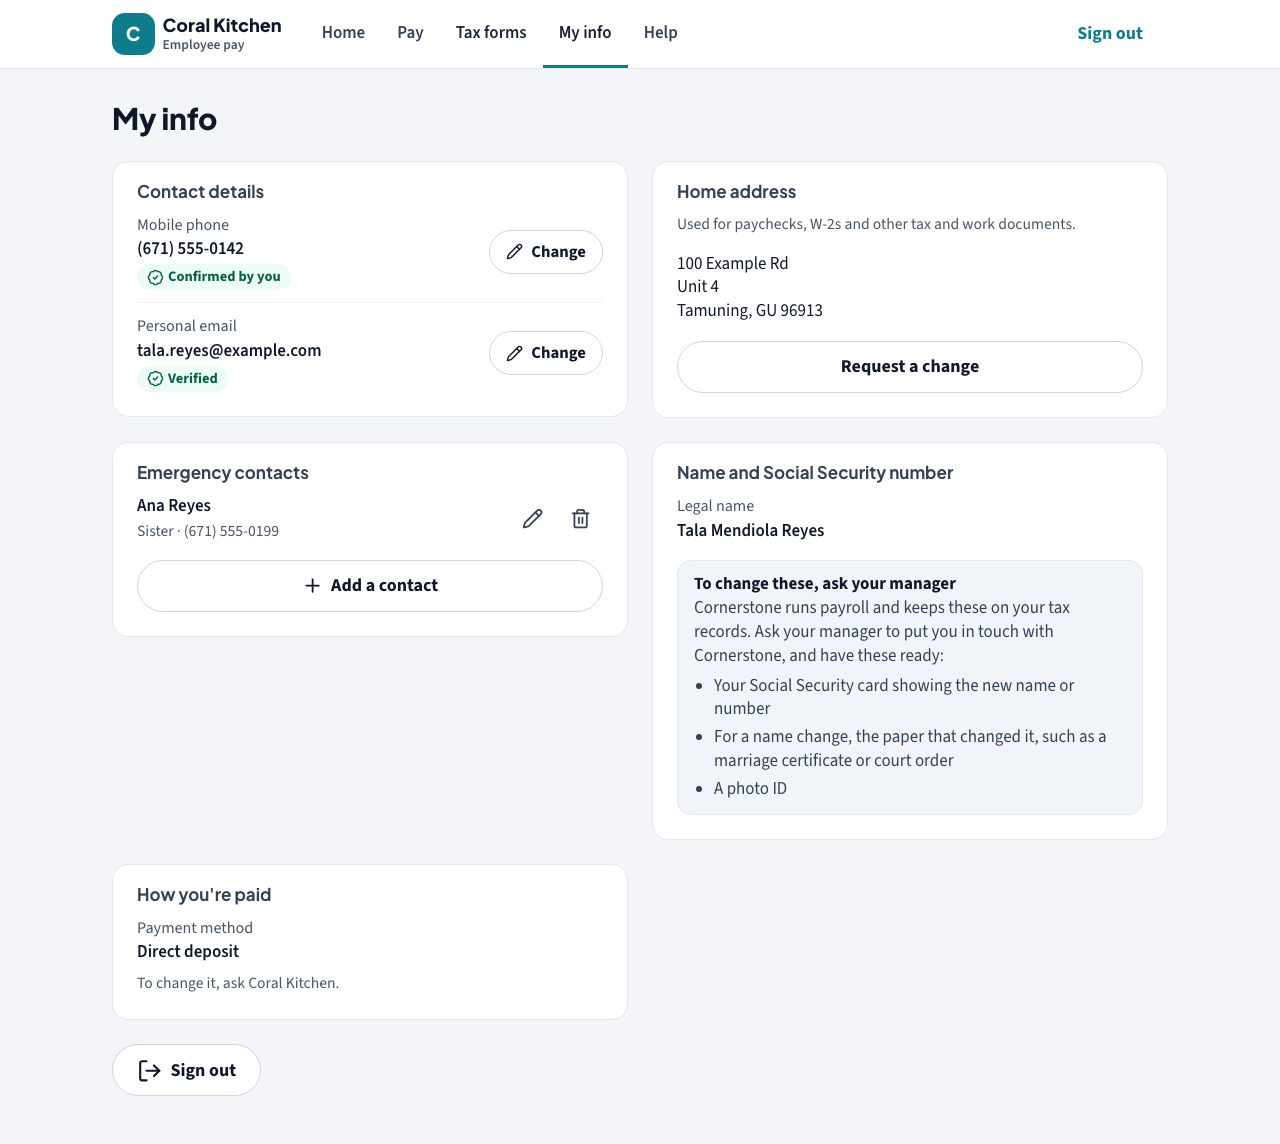 C
Coral Kitchen
Employee pay
Home
Pay
Tax forms
My info
Help
Sign out
My info
Contact details
Mobile phone
(671) 555-0142
Confirmed by you
Change
Personal email
tala.reyes@example.com
Verified
Change
Home address
Used for paychecks, W-2s and other tax and work documents.
100 Example Rd
Unit 4
Tamuning, GU 96913
Request a change
Emergency contacts
Ana Reyes
Sister · (671) 555-0199
Add a contact
Name and Social Security number
Legal name
Tala Mendiola Reyes
To change these, ask your manager
Cornerstone runs payroll and keeps these on your tax
records. Ask your manager to put you in touch with
Cornerstone, and have these ready:
• Your Social Security card showing the new name or
number
• For a name change, the paper that changed it, such as a
marriage certificate or court order
• A photo ID
How you're paid
Payment method
Direct deposit
To change it, ask Coral Kitchen.
Sign out